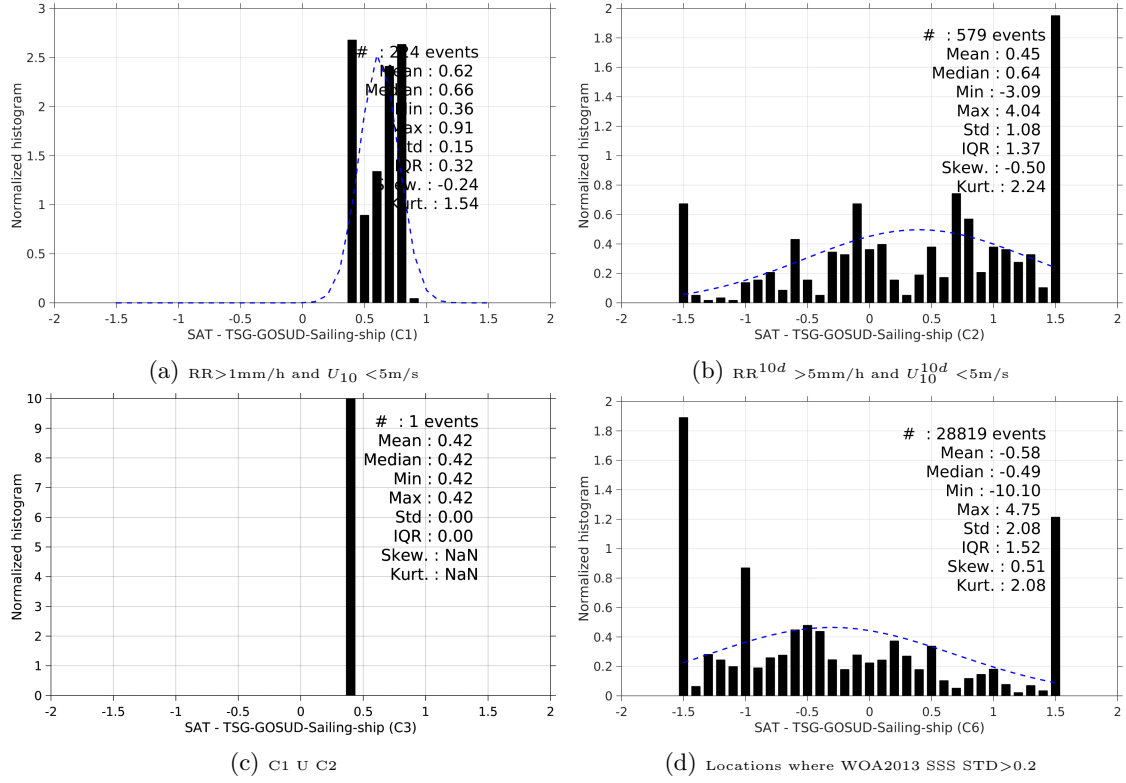 3
2.5
2
1.5
1
0.5
0
-2
-1.5
-1
-0.5
0
0.5
1
1.5
2
Normalized histogram
# : 224 events
Mean : 0.62
Median : 0.66
Min : 0.36
Max : 0.91
Std : 0.15
IQR : 0.32
Skew. : -0.24
Kurt. : 1.54
SAT - TSG-GOSUD-Sailing-ship (C1)
(a) RR>1mm/h and U10 <5m/s
2
1.8
1.6
1.4
1.2
1
0.8
0.6
0.4
0.2
0
-2
-1.5
-1
-0.5
0
0.5
1
1.5
2
Normalized histogram
# : 579 events
Mean : 0.45
Median : 0.64
Min : -3.09
Max : 4.04
Std : 1.08
IQR : 1.37
Skew. : -0.50
Kurt. : 2.24
SAT - TSG-GOSUD-Sailing-ship (C2)
(b) RR10d >5mm/h and U10 10d <5m/s
10
9
8
7
6
5
4
3
2
1
0
-2
-1.5
-1
-0.5
0
0.5
1
1.5
2
Normalized histogram
# : 1 events
Mean : 0.42
Median : 0.42
Min : 0.42
Max : 0.42
Std : 0.00
IQR : 0.00
Skew. : NaN
Kurt. : NaN
SAT - TSG-GOSUD-Sailing-ship (C3)
(c) C1 U C2
2
1.8
1.6
1.4
1.2
1
0.8
0.6
0.4
0.2
0
-2
-1.5
-1
-0.5
0
0.5
1
1.5
2
Normalized histogram
# : 28819 events
Mean : -0.58
Median : -0.49
Min : -10.10
Max : 4.75
Std : 2.08
IQR : 1.52
Skew. : 0.51
Kurt. : 2.08
SAT - TSG-GOSUD-Sailing-ship (C6)
(d) Locations where WOA2013 SSS STD>0.2